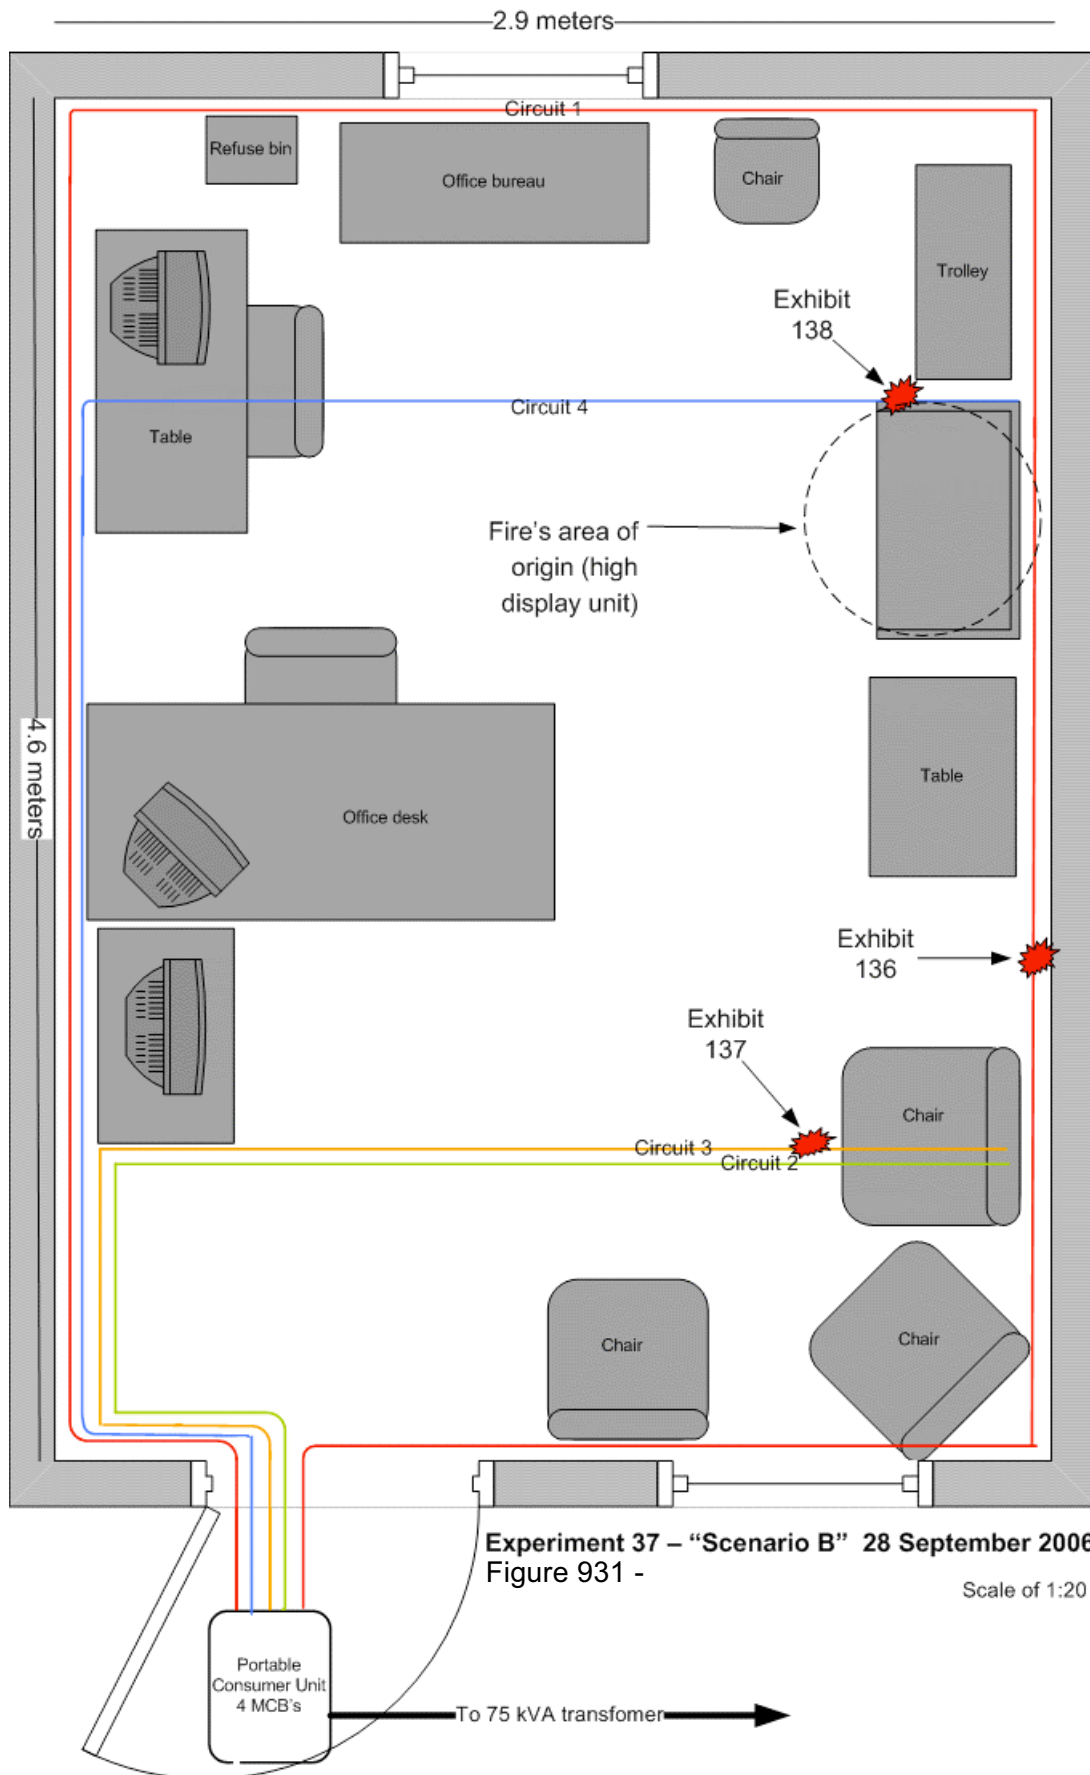 2.9 meters
Circuit 1
Refuse bin
Office bureau
Chair
Trolley
Exhibit
138
Circuit 4
Table
Fire's area of
origin (high
display unit)
4.6 meters
Table
Office desk
Exhibit
136
Exhibit
137
Chair
Circuit 3
Circuit 2
Chair
Chair
Experiment 37 – “Scenario B” 28 September 2006
Figure 931 -
Scale of 1:20
Portable
Consumer Unit
4 MCB's
To 75 kVA transfomer